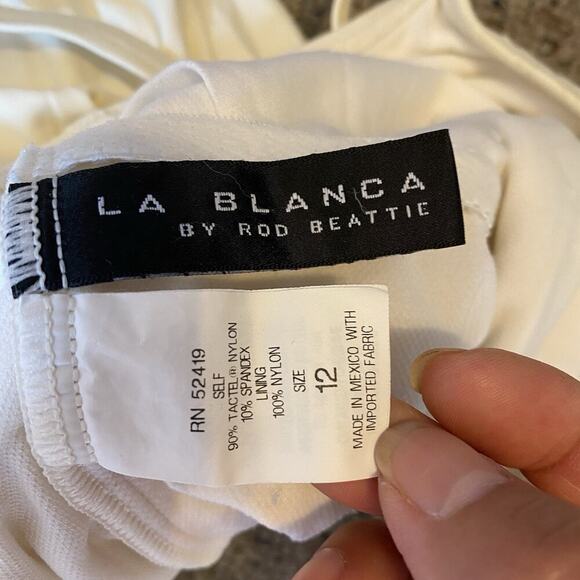 LA BLANCA
BY ROD BEATTIE
RN 52419
SELF
90% TACTEL(R) NYLON
10% SPANDEX
LINING
100% NYLON
SIZE
12
MADE IN MEXICO WITH
IMPORTED FABRIC